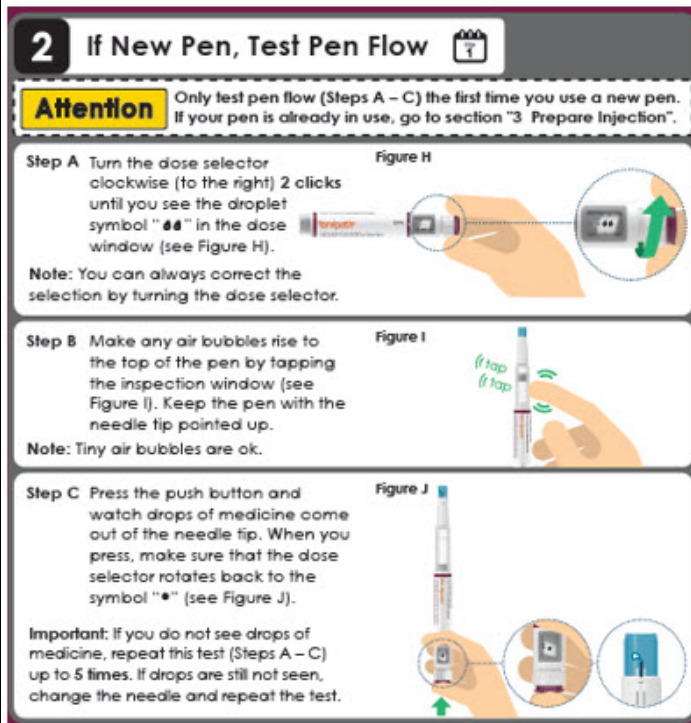 2 If New Pen, Test Pen Flow
Attention
Only test pen flow (Steps A – C) the first time you use a new pen.
If your pen is already in use, go to section "3 Prepare Injection".
Step A Turn the dose selector
clockwise (to the right) 2 clicks
until you see the droplet
symbol " " in the dose
window (see Figure H).
Note: You can always correct the
selection by turning the dose selector.
Figure H
Step B Make any air bubbles rise to
the top of the pen by tapping
the inspection window (see
Figure I). Keep the pen with the
needle tip pointed up.
Note: Tiny air bubbles are ok.
Figure I
tap
tap
Step C Press the push button and
watch drops of medicine come
out of the needle tip. When you
press, make sure that the dose
selector rotates back to the
symbol "•" (see Figure J).
Important: If you do not see drops of
medicine, repeat this test (Steps A – C)
up to 5 times. If drops are still not seen,
change the needle and repeat the test.
Figure J